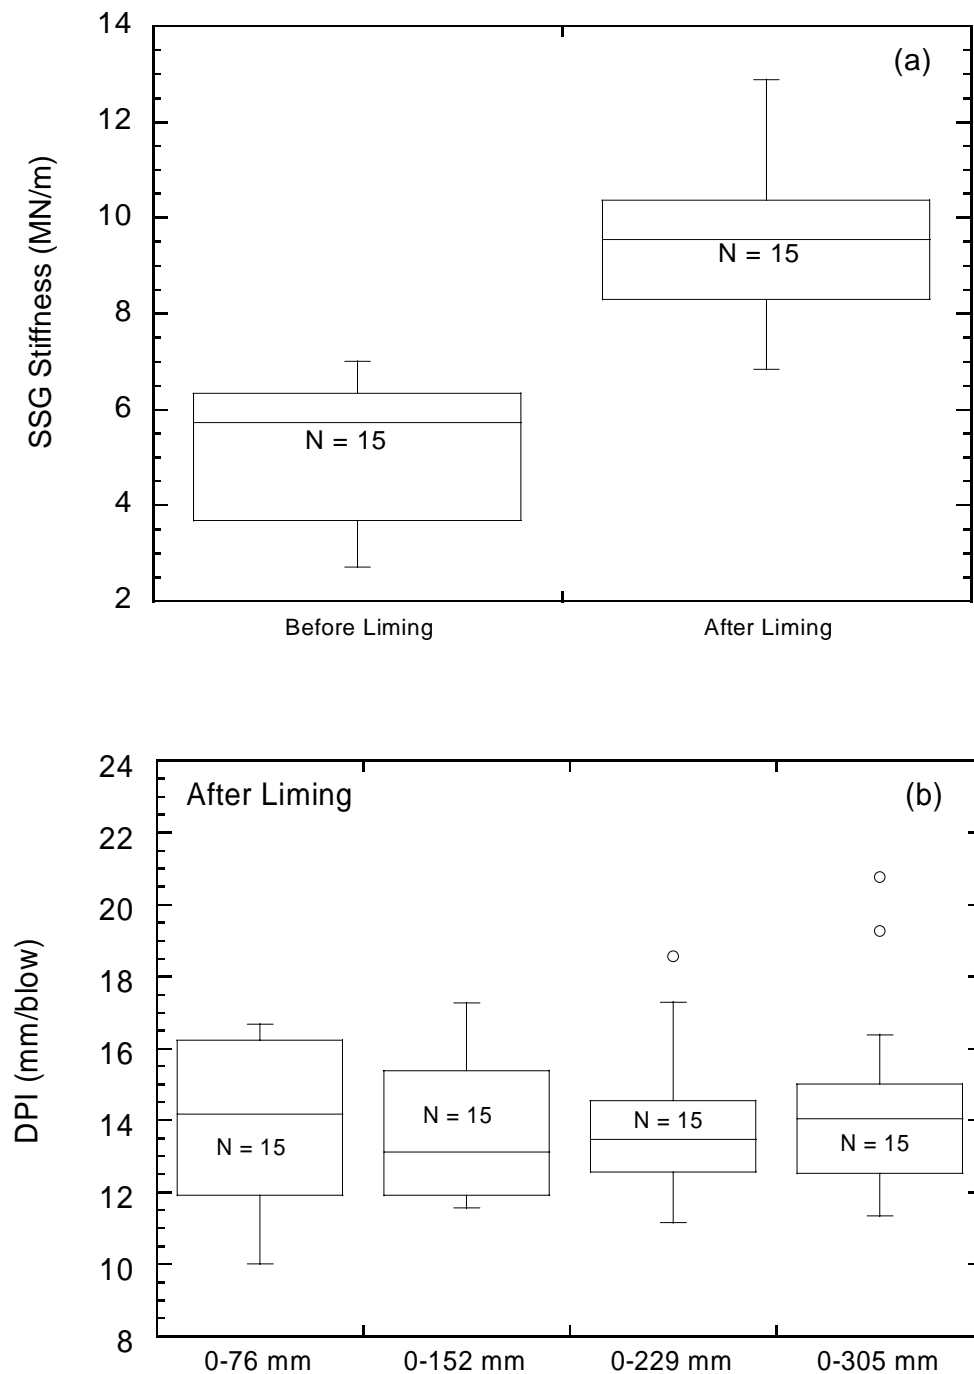 14
(a)
12
10
N = 15
8
SSG Stiffness (MN/m)
6
N = 15
4
2
Before Liming
After Liming
24
After Liming
(b)
22
20
18
16
DPI (mm/blow)
14
N = 15
N = 15
N = 15
N = 15
12
10
8
0-76 mm
0-152 mm
0-229 mm
0-305 mm